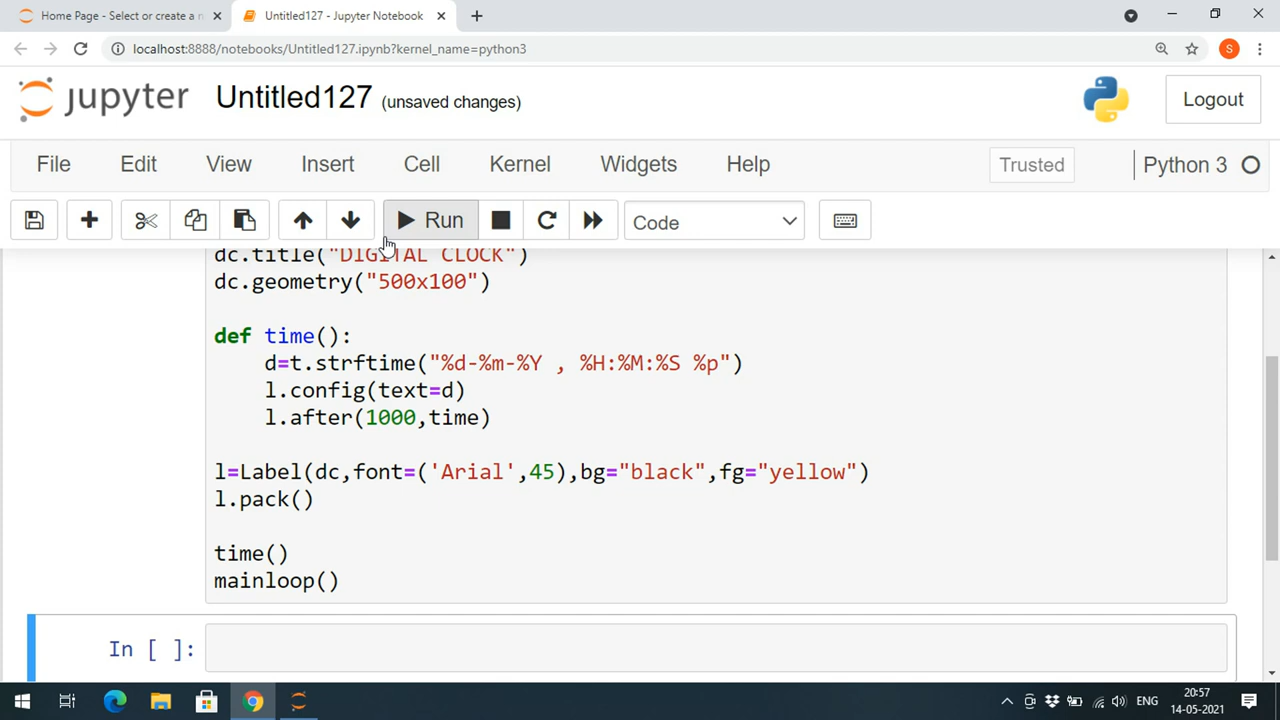 Home Page - Select or create a n
Untitled127 - Jupyter Notebook
localhost:8888/notebooks/Untitled127.ipynb?kernel_name=python3
S
jupyter Untitled127 (unsaved changes)
Logout
File Edit View Insert Cell Kernel Widgets Help
Trusted
Python 3
Run
Code
dc.title("DIGITAL CLOCK")
dc.geometry("500x100")
def time():
d=t.strftime("%d-%m-%Y , %H:%M:%S %p")
l.config(text=d)
l.after(1000,time)
l=Label(dc,font=('Arial',45),bg="black",fg="yellow")
l.pack()
time()
mainloop()
In [ ]:
ENG
20:57
14-05-2021